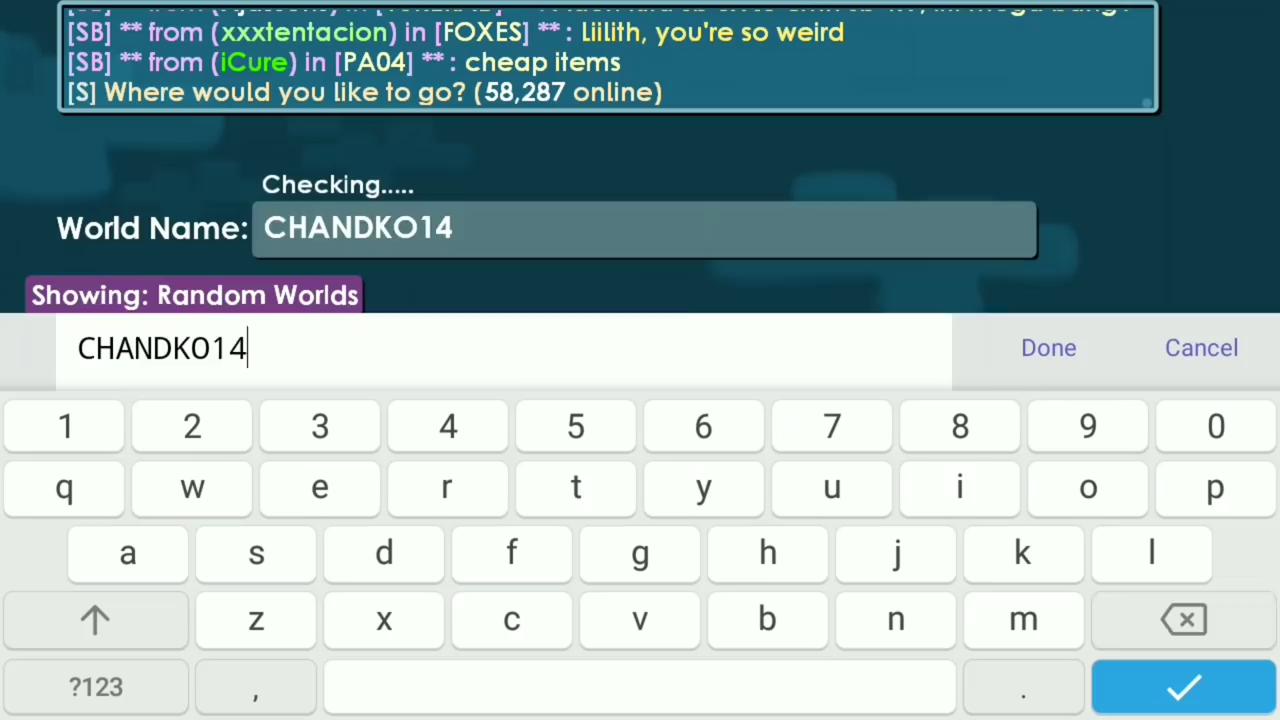 [SB] ** from (xxxtentacion) in [FOXES] ** : Liilith, you're so weird
[SB] ** from (iCure) in [PA04] ** : cheap items
[S] Where would you like to go? (58,287 online)
Checking.....
World Name: CHANDKO14
Showing: Random Worlds
CHANDKO14 Done Cancel
1 2 3 4 5 6 7 8 9 0
q w e r t y u i o p
a s d f g h j k l
z x c v b n m
?123 , .